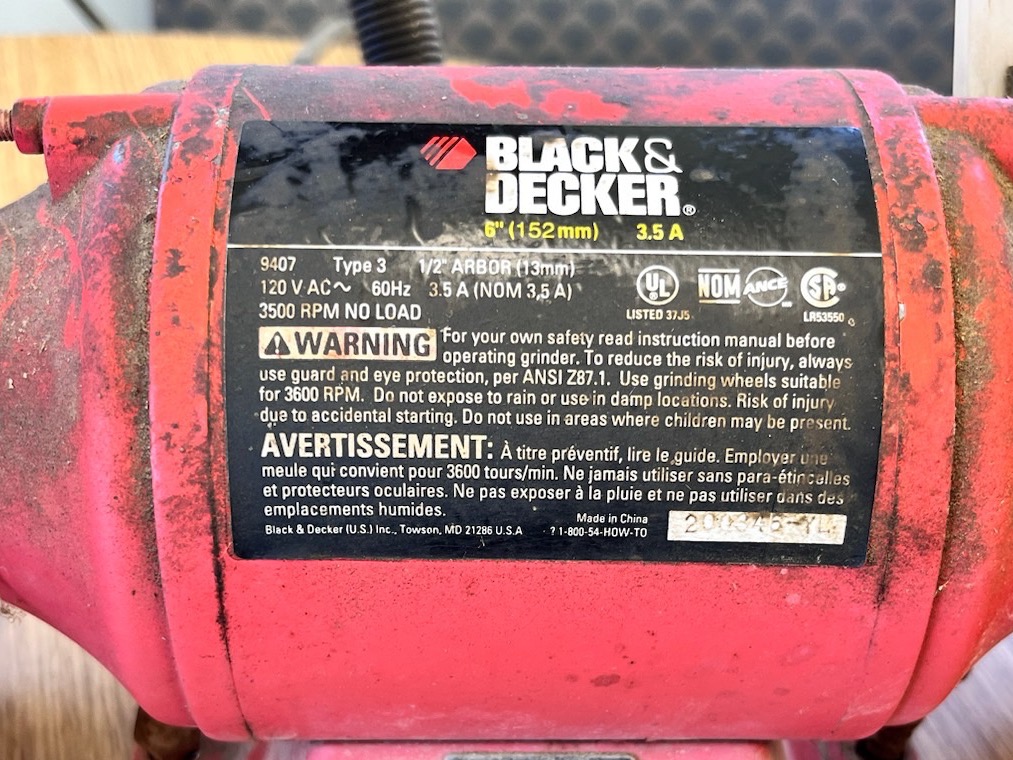 BLACK&
DECKER®
6" (152mm) 3.5 A
9407 Type 3 1/2" ARBOR (13mm)
120 V AC~ 60Hz 3.5 A (NOM 3,5 A)
3500 RPM NO LOAD
UL
LISTED 37J5
NOM ANCE
SA
LR53550
WARNING For your own safety read instruction manual before
operating grinder. To reduce the risk of injury, always
use guard and eye protection, per ANSI Z87.1. Use grinding wheels suitable
for 3600 RPM. Do not expose to rain or use in damp locations. Risk of injury
due to accidental starting. Do not use in areas where children may be present.
AVERTISSEMENT: À titre préventif, lire le guide. Employer une
meule qui convient pour 3600 tours/min. Ne jamais utiliser sans para-étincelles
et protecteurs oculaires. Ne pas exposer à la pluie et ne pas utiliser dans des
emplacements humides.
Black & Decker (U.S.) Inc., Towson, MD 21286 U.S.A
Made in China
? 1-800-54-HOW-TO